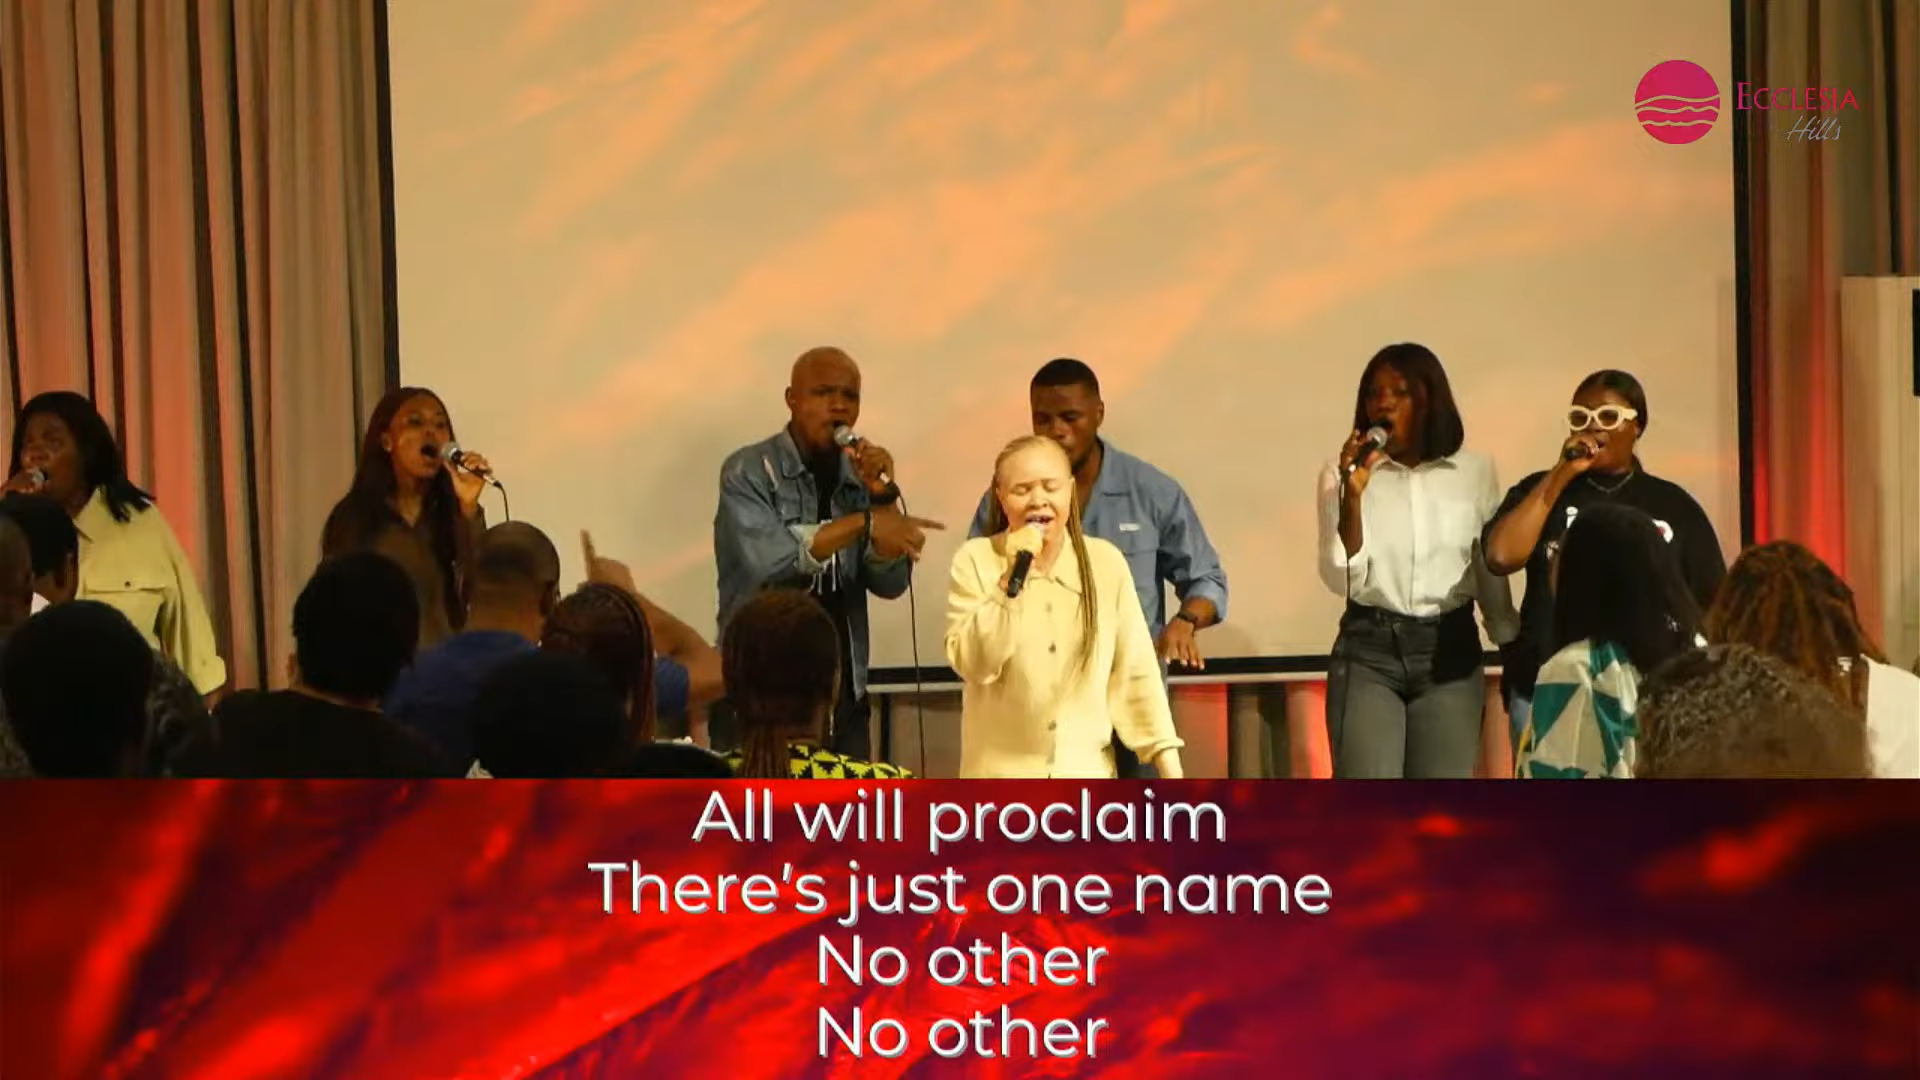 Ecclesia
Hills
All will proclaim
There's just one name
No other
No other